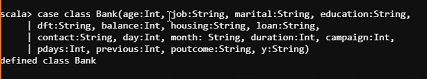 scala> case class Bank(age:Int, job:String, marital:String, education:String,
| dft:String, balance:Int, housing:String, loan:String,
| contact:String, day:Int, month: String, duration:Int, campaign:Int,
| pdays:Int, previous:Int, poutcome:String, y:String)
defined class Bank